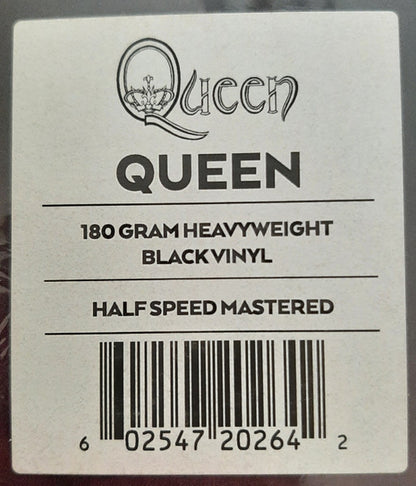 Queen
QUEEN
180 GRAM HEAVYWEIGHT
BLACK VINYL
HALF SPEED MASTERED
6 02547 20264 2